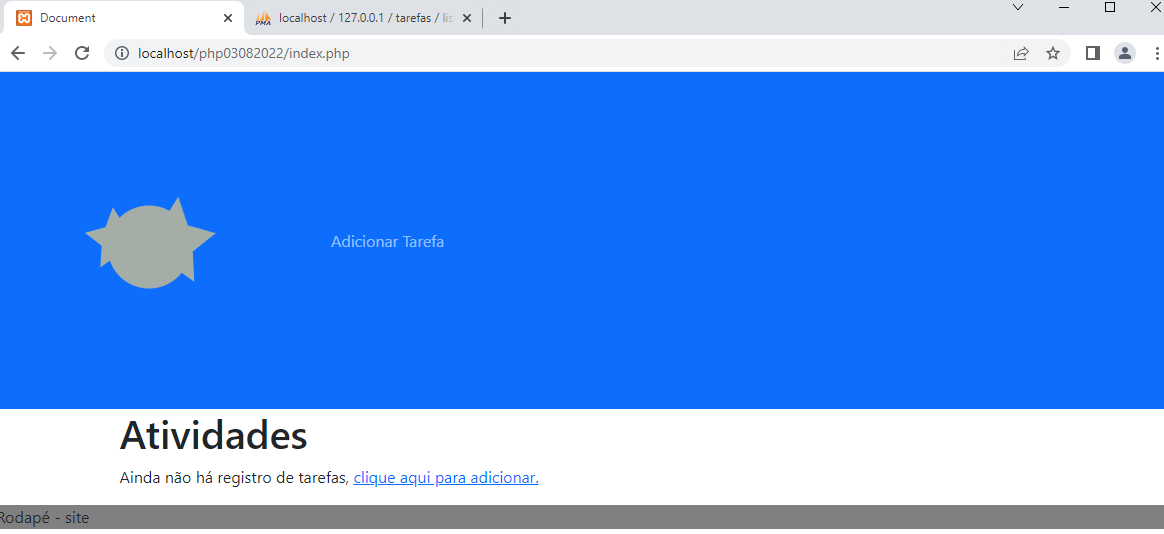 Document
PMA
localhost / 127.0.0.1 / tarefas / lis
localhost/php03082022/index.php
Adicionar Tarefa
Atividades
Ainda não há registro de tarefas, clique aqui para adicionar.
Rodapé - site